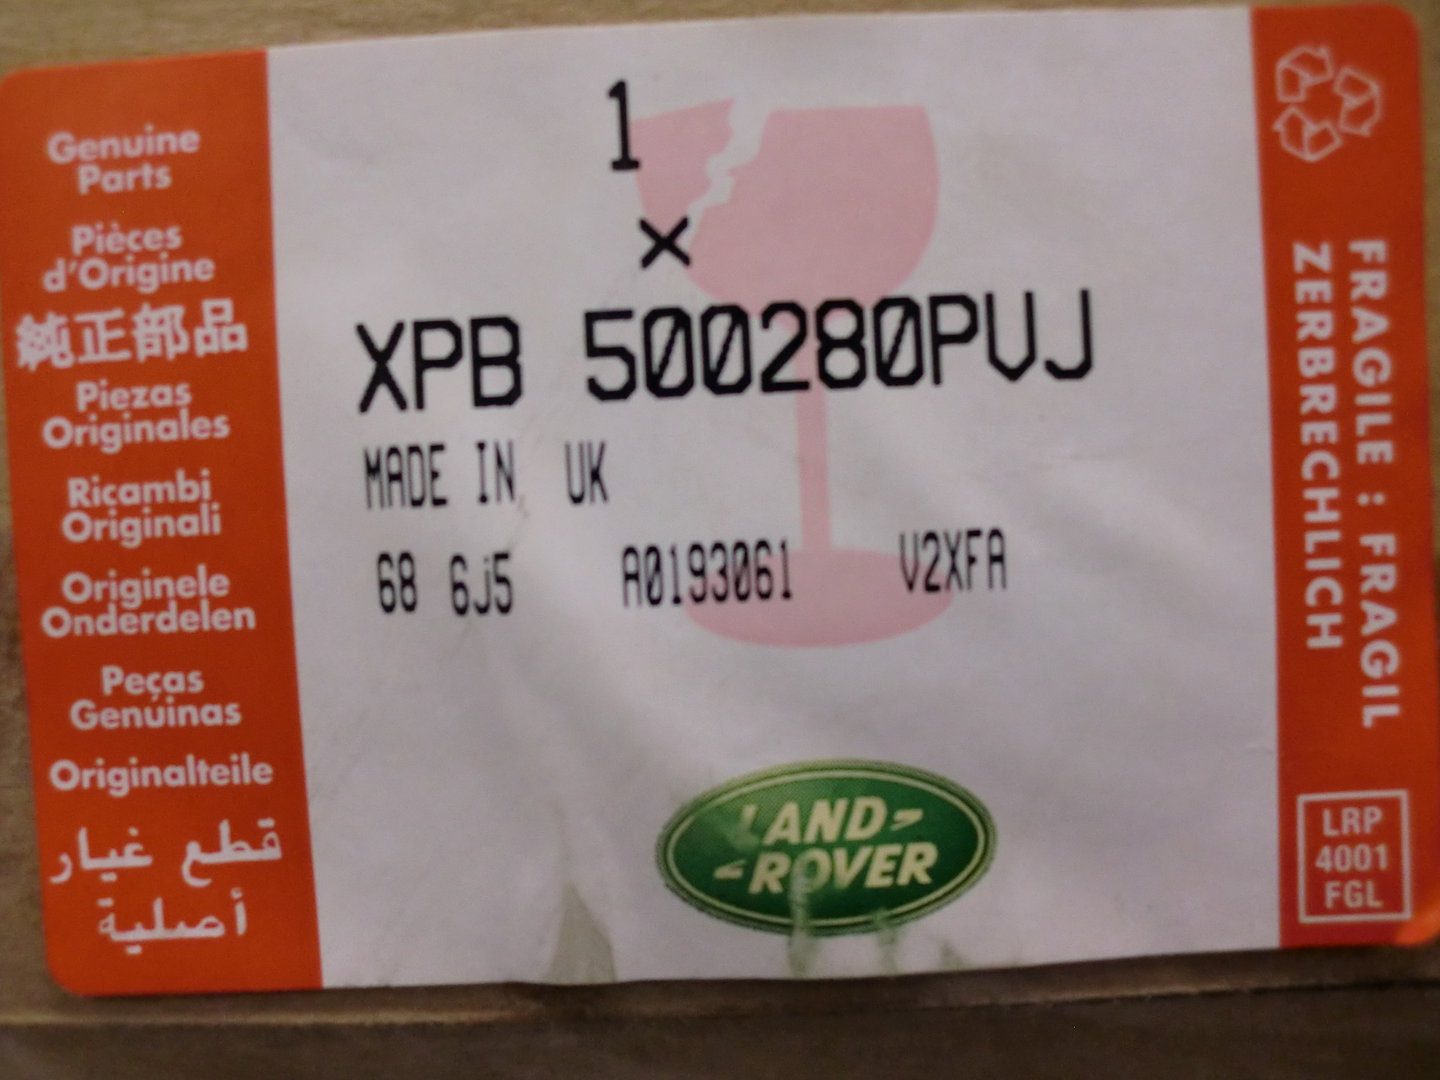 Genuine
Parts
Pièces
d'Origine
純正部品
Piezas
Originales
Ricambi
Originali
Originele
Onderdelen
Peças
Genuinas
Originalteile
قطع غيار
أصلية
1
×
XPB 500280PVJ
MADE IN UK
68 6J5 A0193061 V2XFA
LAND
ROVER
FRAGILE : FRAGIL
ZERBRECHLICH
LRP
4001
FGL